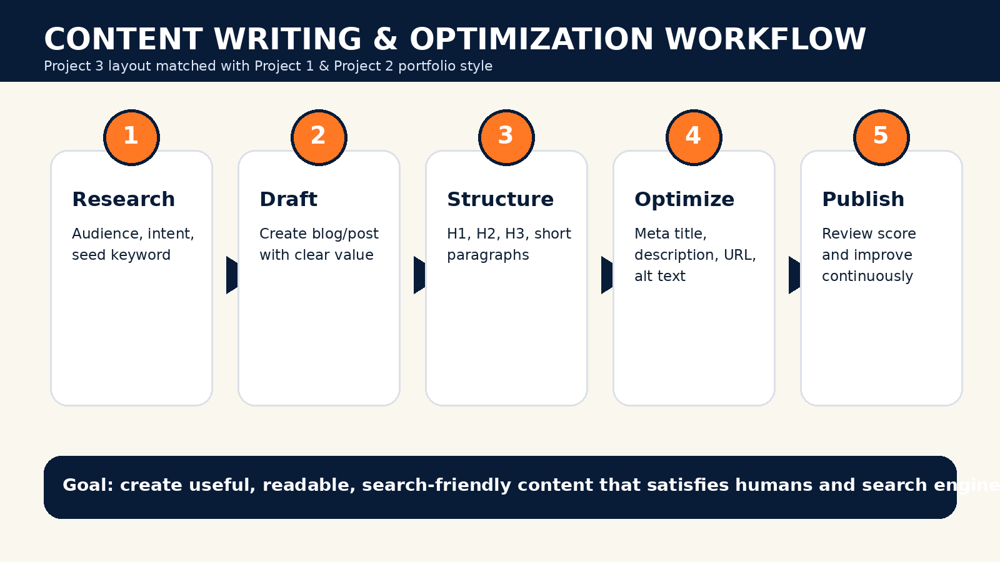 CONTENT WRITING & OPTIMIZATION WORKFLOW
Project 3 layout matched with Project 1 & Project 2 portfolio style
1
Research
Audience, intent,
seed keyword
2
Draft
Create blog/post
with clear value
3
Structure
H1, H2, H3, short
paragraphs
4
Optimize
Meta title,
description, URL,
alt text
5
Publish
Review score
and improve
continuously
Goal: create useful, readable, search-friendly content that satisfies humans and search engine